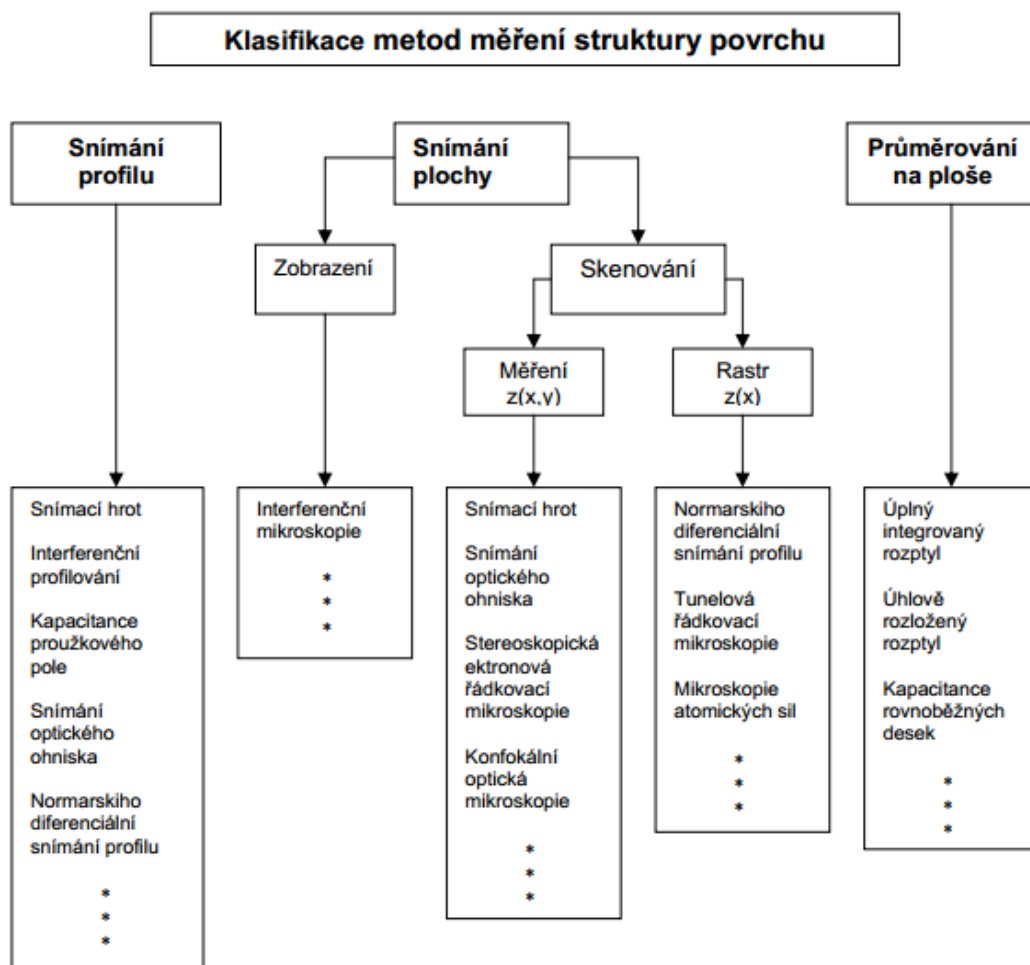 Klasifikace metod měření struktury povrchu
Snímání
profilu
Snímání
plochy
Průměrování
na ploše
Zobrazení
Skenování
Měření
z(x,y)
Rastr
z(x)
Snímací hrot
Interferenční
profilování
Kapacitance
proužkového
pole
Snímání
optického
ohniska
Normarskiho
diferenciální
snímání profilu
*
*
*
Interferenční
mikroskopie
*
*
*
Snímací hrot
Snímání
optického
ohniska
Stereoskopická
ektronová
řádkovací
mikroskopie
Konfokální
optická
mikroskopie
*
*
*
Normarskiho
diferenciální
snímání profilu
Tunelová
řádkovací
mikroskopie
Mikroskopie
atomických sil
*
*
*
Úplný
integrovaný
rozptyl
Úhlově
rozložený
rozptyl
Kapacitance
rovnoběžných
desek
*
*
*